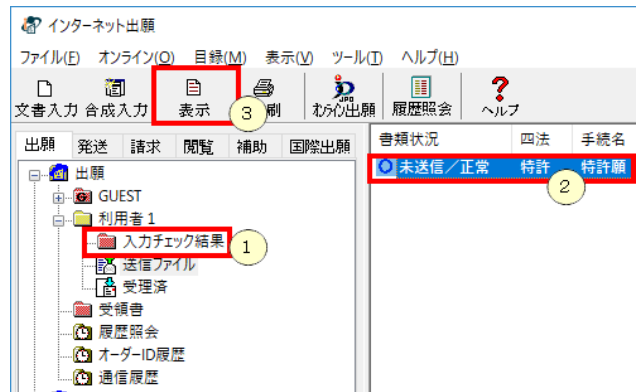 インターネット出願
ファイル(F) オンライン(O) 目録(M) 表示(V) ツール(T) ヘルプ(H)
文書入力 合成入力 表示 刷 オンライン出願 履歴照会 ヘルプ
3
出願 発送 請求 閲覧 補助 国際出願
書類状況 四法 手続名
未送信/正常 特許 特許願
2
出願
GUEST
利用者1
入力チェック結果
1
送信ファイル
受理済
受領書
履歴照会
オーダーID履歴
通信履歴